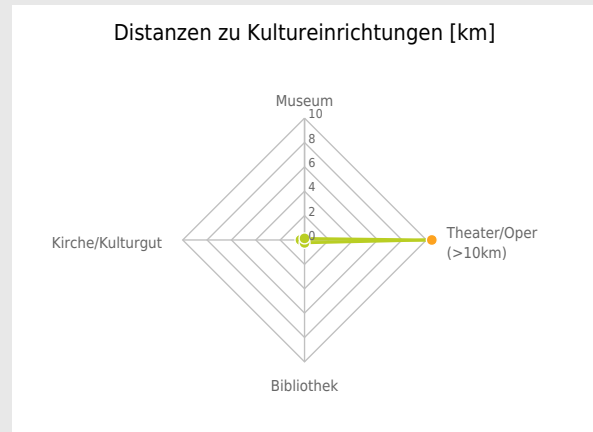 Distanzen zu Kultureinrichtungen [km]
Museum
10
8
6
4
2
0
Kirche/Kulturgut
Theater/Oper
(>10km)
Bibliothek